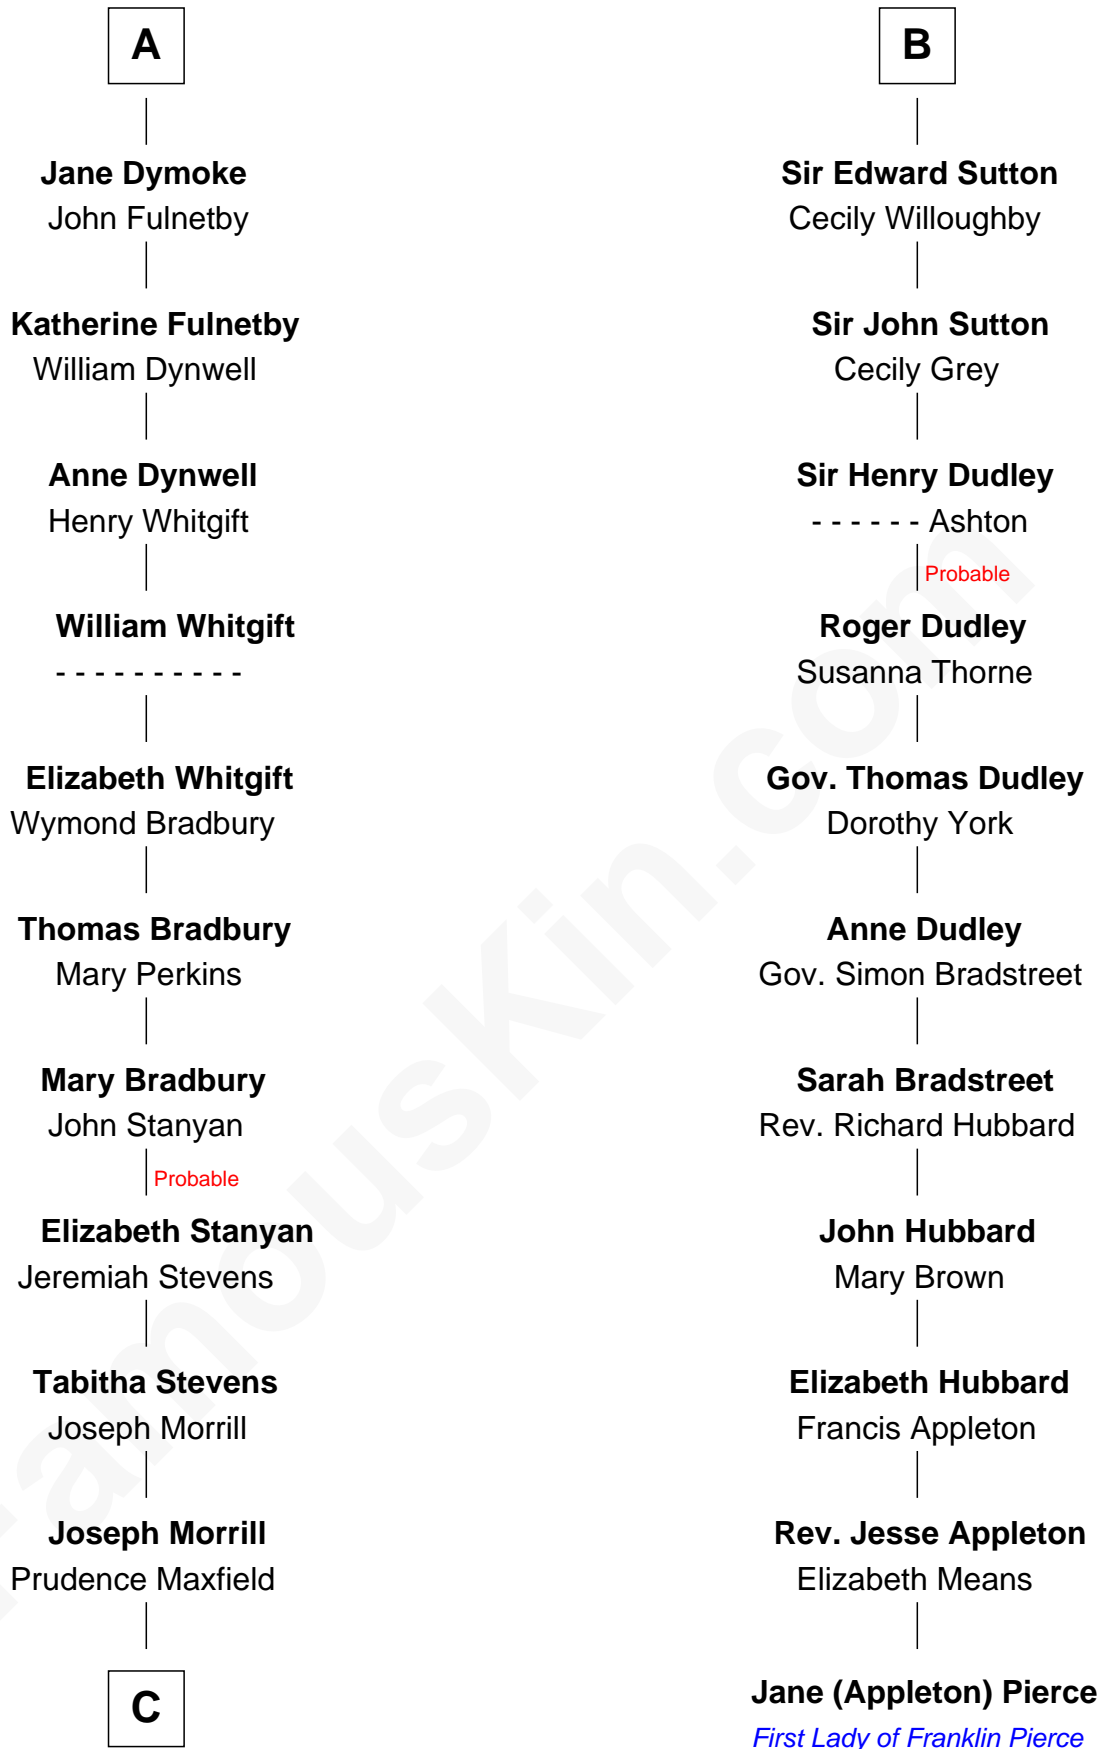 A
Jane Dymoke
John Fulnetby
Katherine Fulnetby
William Dynwell
Anne Dynwell
Henry Whitgift
William Whitgift
- - - - - - - - - -
Elizabeth Whitgift
Wymond Bradbury
Thomas Bradbury
Mary Perkins
Mary Bradbury
John Stanyan
Probable
Elizabeth Stanyan
Jeremiah Stevens
Tabitha Stevens
Joseph Morrill
Joseph Morrill
Prudence Maxfield
C
B
Sir Edward Sutton
Cecily Willoughby
Sir John Sutton
Cecily Grey
Sir Henry Dudley
- - - - - - Ashton
Probable
Roger Dudley
Susanna Thorne
Gov. Thomas Dudley
Dorothy York
Anne Dudley
Gov. Simon Bradstreet
Sarah Bradstreet
Rev. Richard Hubbard
John Hubbard
Mary Brown
Elizabeth Hubbard
Francis Appleton
Rev. Jesse Appleton
Elizabeth Means
Jane (Appleton) Pierce
First Lady of Franklin Pierce
FamousKin.com